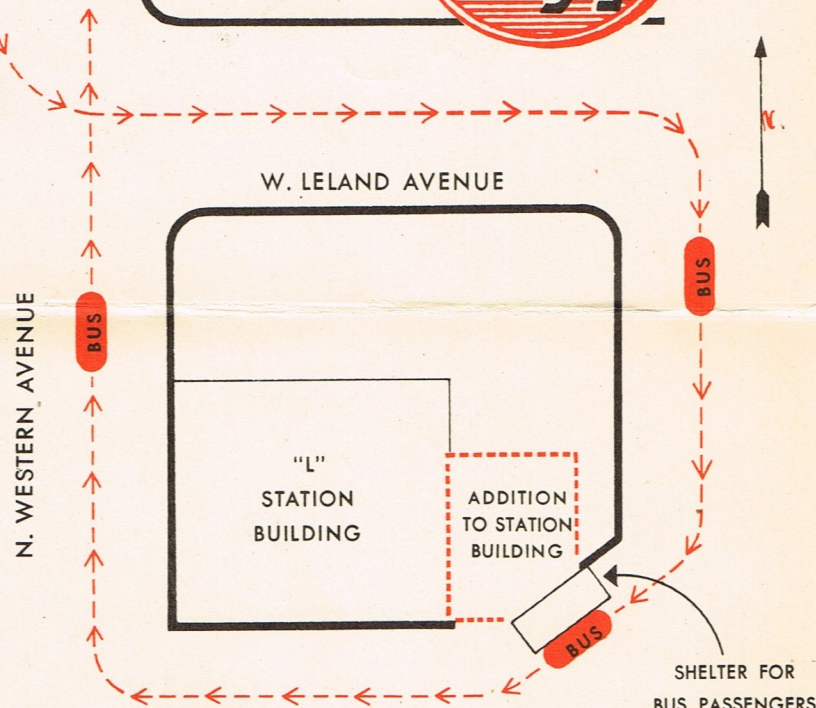 W. LELAND AVENUE
N.
BUS
BUS
N. WESTERN AVENUE
"L"
STATION
BUILDING
ADDITION
TO STATION
BUILDING
BUS
SHELTER FOR
BUS PASSENGERS